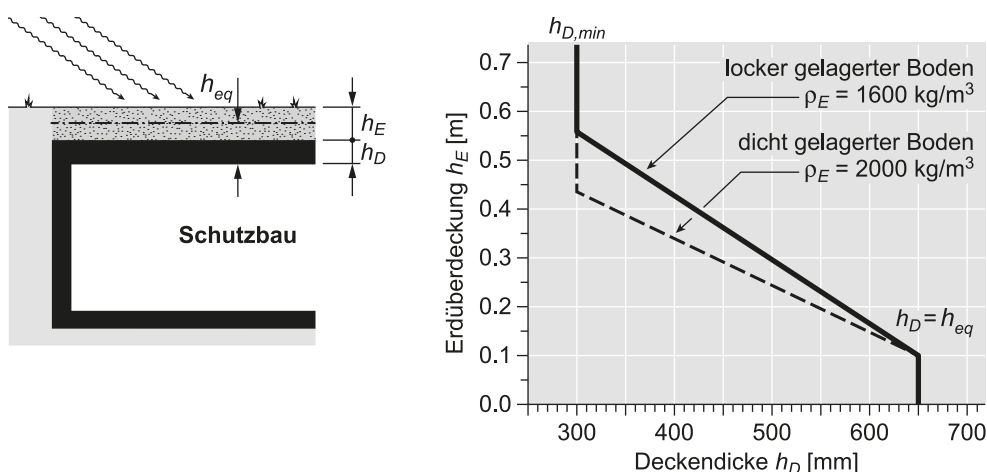 h_eq
h_E
h_D
Schutzbau
h_D,min
locker gelagerter Boden
ρ_E = 1600 kg/m³
dicht gelagerter Boden
ρ_E = 2000 kg/m³
h_D = h_eq
Erdüberdeckung h_E [m]
0.7
0.6
0.5
0.4
0.3
0.2
0.1
0.0
300 400 500 600 700
Deckendicke h_D [mm]